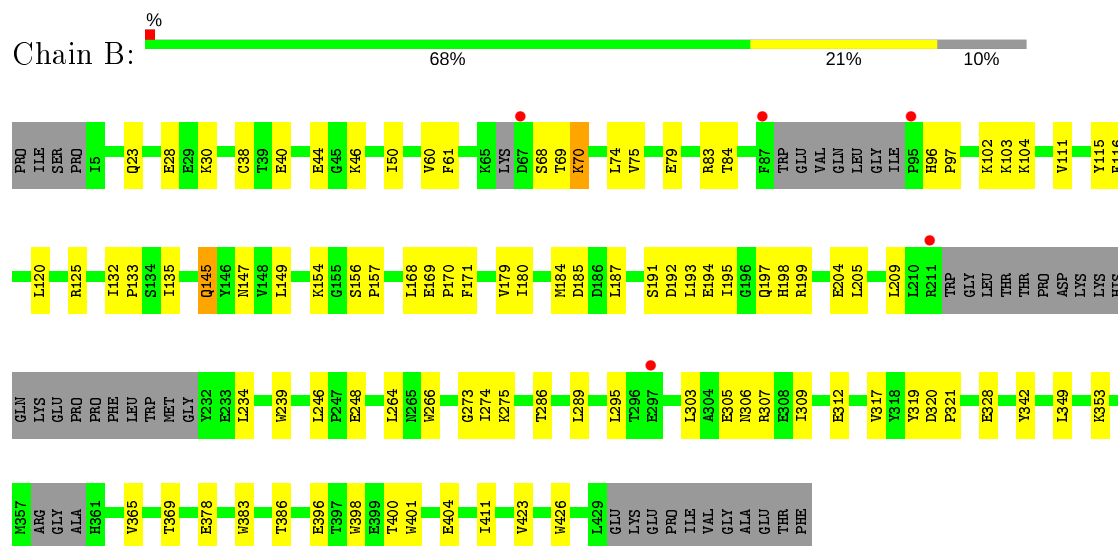 %
Chain B:
68% 21% 10%
PRO ILE SER PRO I5 Q23 E28 E29 K30 C38 T39 E40 E44 G45 K46 I50 V60 F61 K65 LYS D67 S68 T69 K70 L74 V75 E79 R83 T84 F87 TRP GLU VAL GLN LEU GLY ILE P95 H96 P97 K102 K103 K104 V111 Y115 F116
L120 R125 I132 P133 S134 I135 Q145 Y146 N147 V148 L149 K154 G155 S156 P157 L168 E169 P170 F171 V179 I180 M184 D185 D186 L187 S191 D192 L193 E194 I195 G196 Q197 H198 R199 E204 L205 L209 L210 R211 TRP GLY LEU THR THR PRO ASP LYS LYS HIS
GLN LYS GLU PRO PRO PHE LEU TRP MET GLY Y232 E233 L234 W239 L246 P247 E248 L264 N265 W266 G273 I274 K275 T286 L289 L295 T296 E297 L303 A304 E305 N306 R307 E308 I309 E312 V317 Y318 Y319 D320 P321 E328 Y342 L349 K353
M357 ARG GLY ALA H361 V365 T369 E378 W383 T386 E396 T397 W398 E399 T400 W401 E404 I411 V423 W426 L429 GLU LYS GLU PRO ILE VAL GLY ALA GLU THR PHE